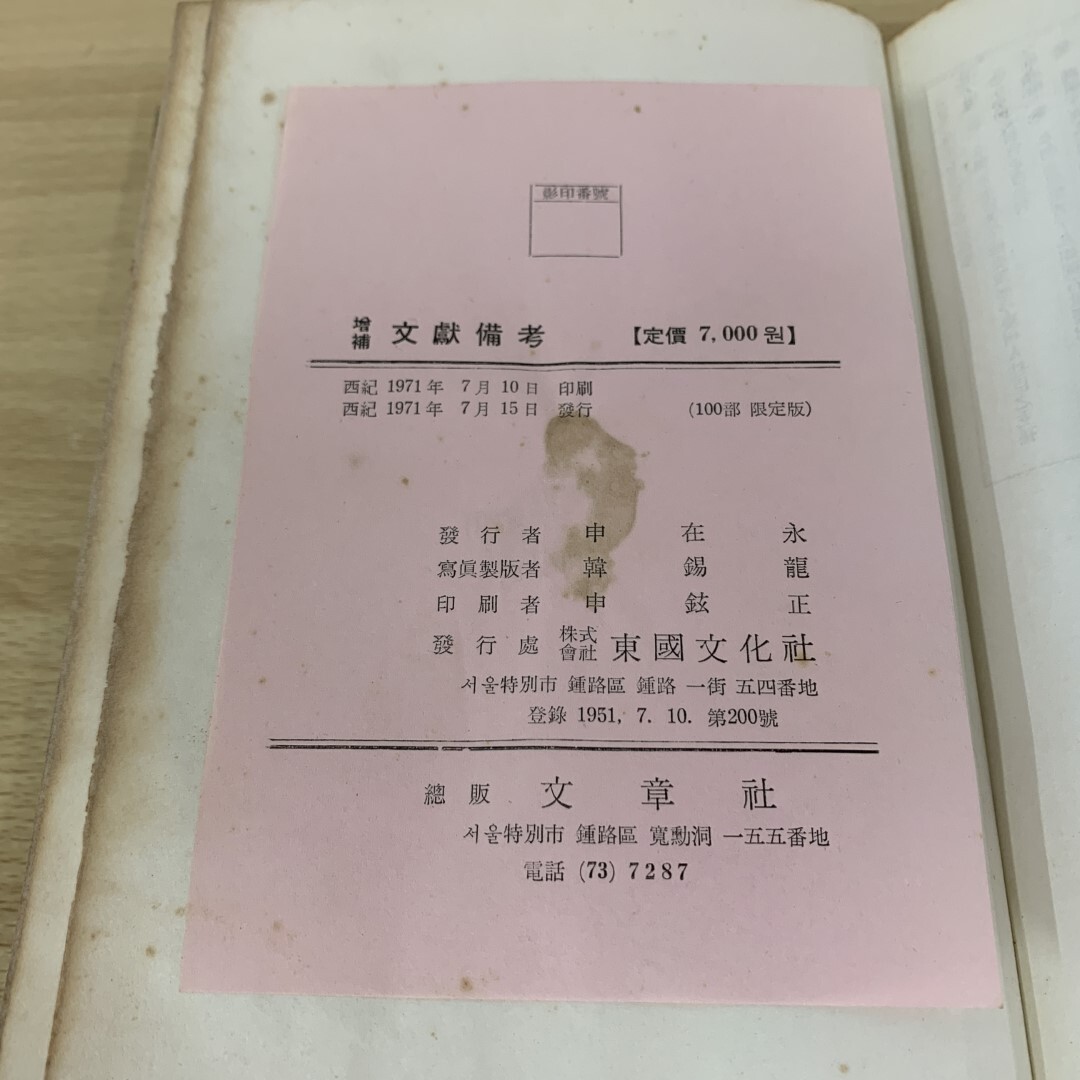 影印番號
增補 文獻備考 【定價 7,000원】
西紀 1971年 7月 10日 印刷
西紀 1971年 7月 15日 發行 (100部 限定版)
發行者 申在永
寫眞製版者 韓錫龍
印刷者 申鉉正
發行處 株式會社 東國文化社
서울特別市 鍾路區 鍾路 一街 五四番地
登錄 1951, 7. 10. 第200號
總販 文章社
서울特別市 鍾路區 寬勳洞 一五五番地
電話 (73) 7287